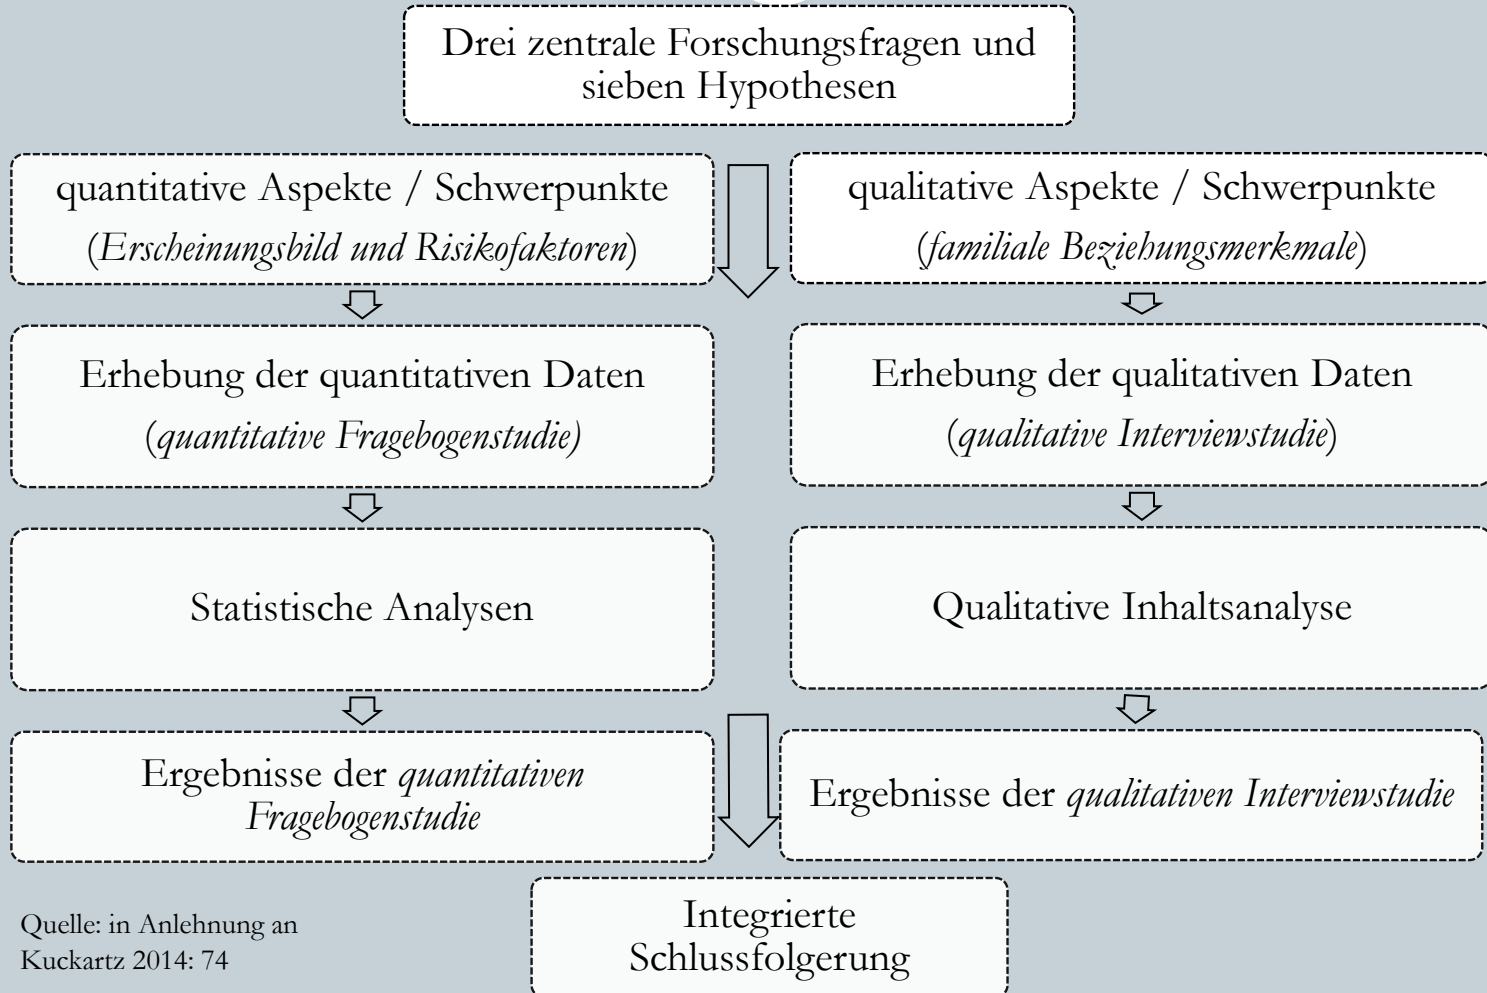 Drei zentrale Forschungsfragen und
sieben Hypothesen
quantitative Aspekte / Schwerpunkte
(Erscheinungsbild und Risikofaktoren)
qualitative Aspekte / Schwerpunkte
(familiale Beziehungsmerkmale)
Erhebung der quantitativen Daten
(quantitative Fragebogenstudie)
Erhebung der qualitativen Daten
(qualitative Interviewstudie)
Statistische Analysen
Qualitative Inhaltsanalyse
Ergebnisse der quantitativen
Fragebogenstudie
Ergebnisse der qualitativen Interviewstudie
Integrierte
Schlussfolgerung
Quelle: in Anlehnung an
Kuckartz 2014: 74